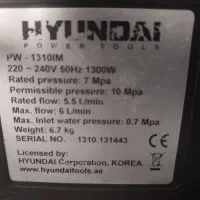 HYUNDAI
POWER TOOLS
PW - 1310IM
220 ~ 240V 50Hz 1300W
Rated pressure: 7 Mpa
Permissible pressure: 10 Mpa
Rated flow: 5.5 L/min
Max. flow: 6 L/min
Max. Inlet water pressure: 0.7 Mpa
Weight: 6.7 kg
SERIAL NO. 1310.131443
Licensed by:
HYUNDAI Corporation, KOREA.
www.hyundaitools.ae
CE